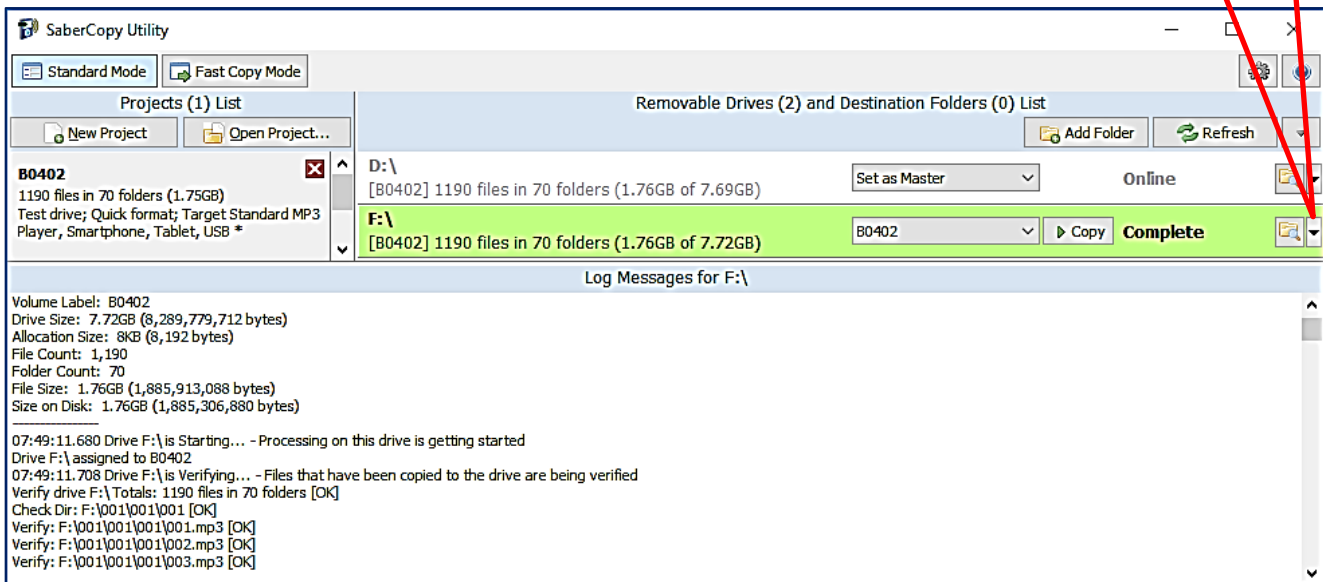 SaberCopy Utility
Standard Mode
Fast Copy Mode
Projects (1) List
Removable Drives (2) and Destination Folders (0) List
New Project
Open Project...
Add Folder
Refresh
B0402
1190 files in 70 folders (1.75GB)
Test drive; Quick format; Target Standard MP3
Player, Smartphone, Tablet, USB *
D:\
[B0402] 1190 files in 70 folders (1.76GB of 7.69GB)
Set as Master
Online
F:\
[B0402] 1190 files in 70 folders (1.76GB of 7.72GB)
B0402
Copy
Complete
Log Messages for F:\
Volume Label: B0402
Drive Size: 7.72GB (8,289,779,712 bytes)
Allocation Size: 8KB (8,192 bytes)
File Count: 1,190
Folder Count: 70
File Size: 1.76GB (1,885,913,088 bytes)
Size on Disk: 1.76GB (1,885,306,880 bytes)
----------------
07:49:11.680 Drive F:\ is Starting... - Processing on this drive is getting started
Drive F:\ assigned to B0402
07:49:11.708 Drive F:\ is Verifying... - Files that have been copied to the drive are being verified
Verify drive F:\ Totals: 1190 files in 70 folders [OK]
Check Dir: F:\001\001\001 [OK]
Verify: F:\001\001\001\001.mp3 [OK]
Verify: F:\001\001\001\002.mp3 [OK]
Verify: F:\001\001\001\003.mp3 [OK]